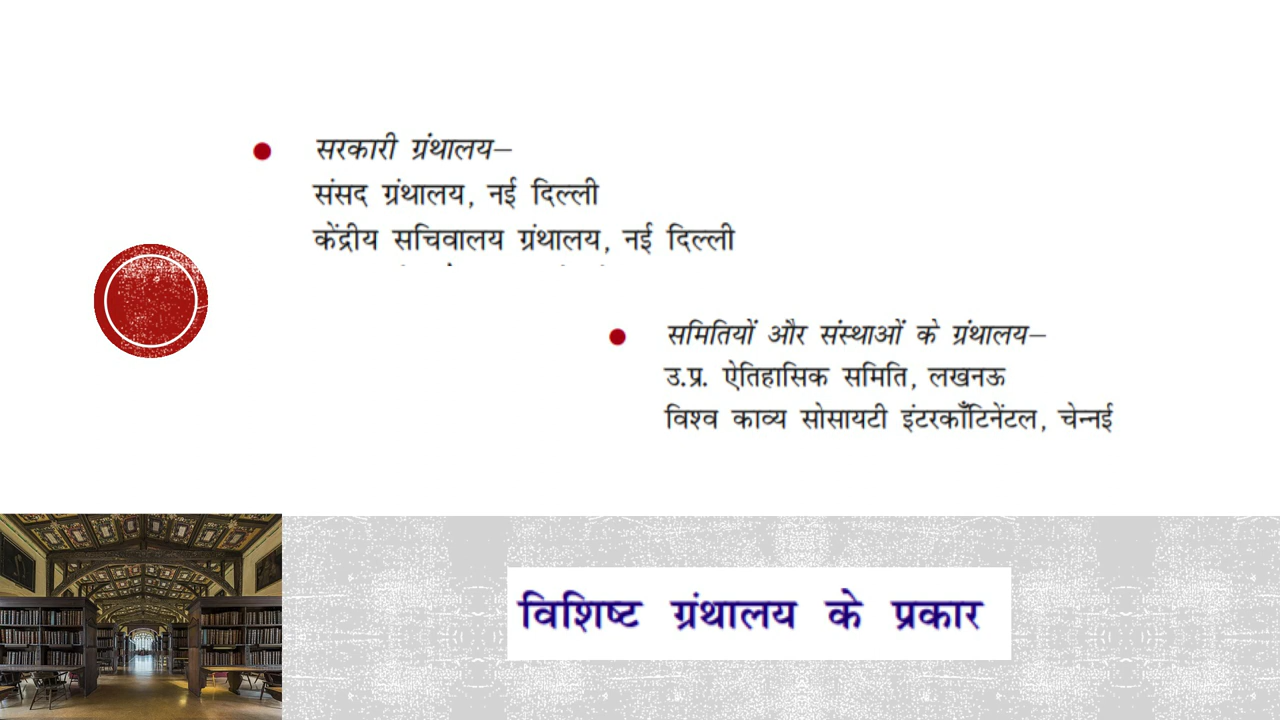 सरकारी ग्रंथालय–
संसद ग्रंथालय, नई दिल्ली
केंद्रीय सचिवालय ग्रंथालय, नई दिल्ली
समितियों और संस्थाओं के ग्रंथालय–
उ.प्र. ऐतिहासिक समिति, लखनऊ
विश्व काव्य सोसायटी इंटरकाँटिनेंटल, चेन्नई
विशिष्ट ग्रंथालय के प्रकार